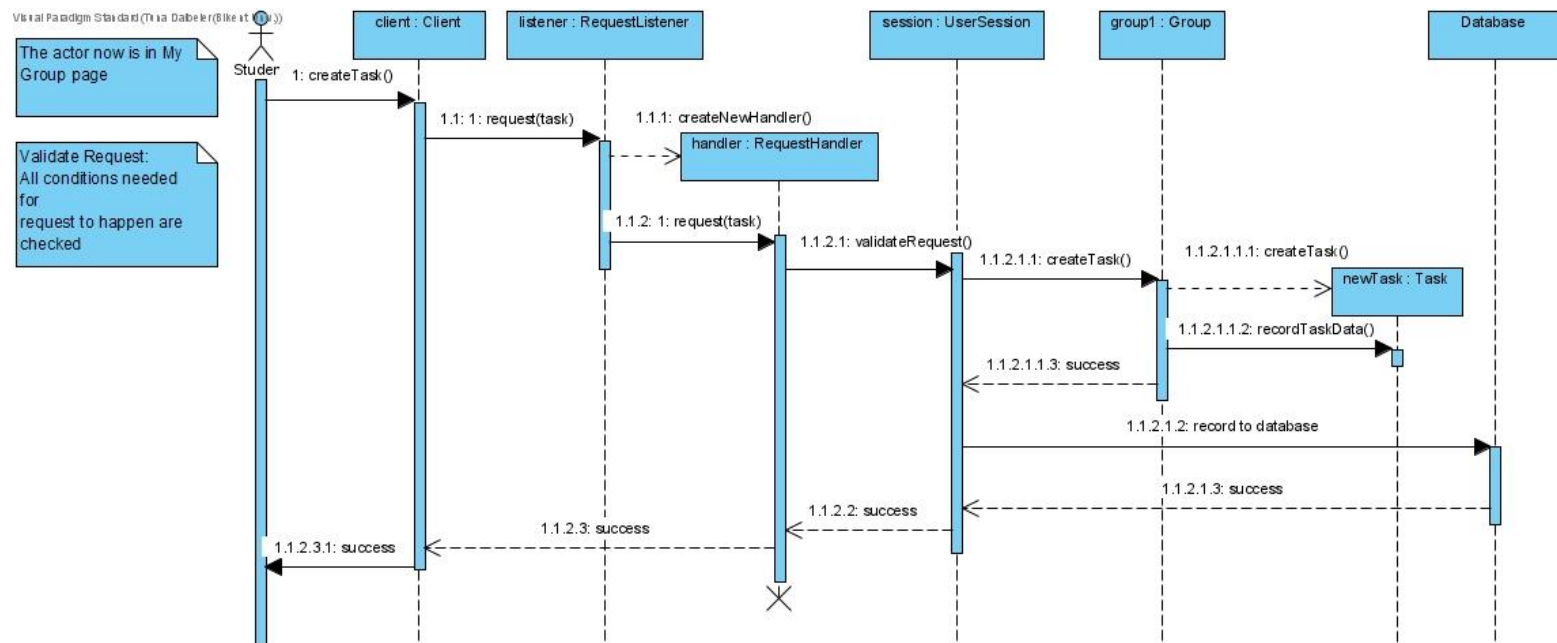 Visual Paradigm Standard (Tuna Dalbeler(Bilkent Univ.))
client : Client
listener : RequestListener
session : UserSession
group1 : Group
Database
The actor now is in My
Group page
Studer
1: createTask()
1.1: 1: request(task)
1.1.1: createNewHandler()
handler : RequestHandler
Validate Request:
All conditions needed
for
request to happen are
checked
1.1.2: 1: request(task)
1.1.2.1: validateRequest()
1.1.2.1.1: createTask()
1.1.2.1.1.1: createTask()
newTask : Task
1.1.2.1.1.2: recordTaskData()
1.1.2.1.1.3: success
1.1.2.1.2: record to database
1.1.2.1.3: success
1.1.2.2: success
1.1.2.3: success
1.1.2.3.1: success